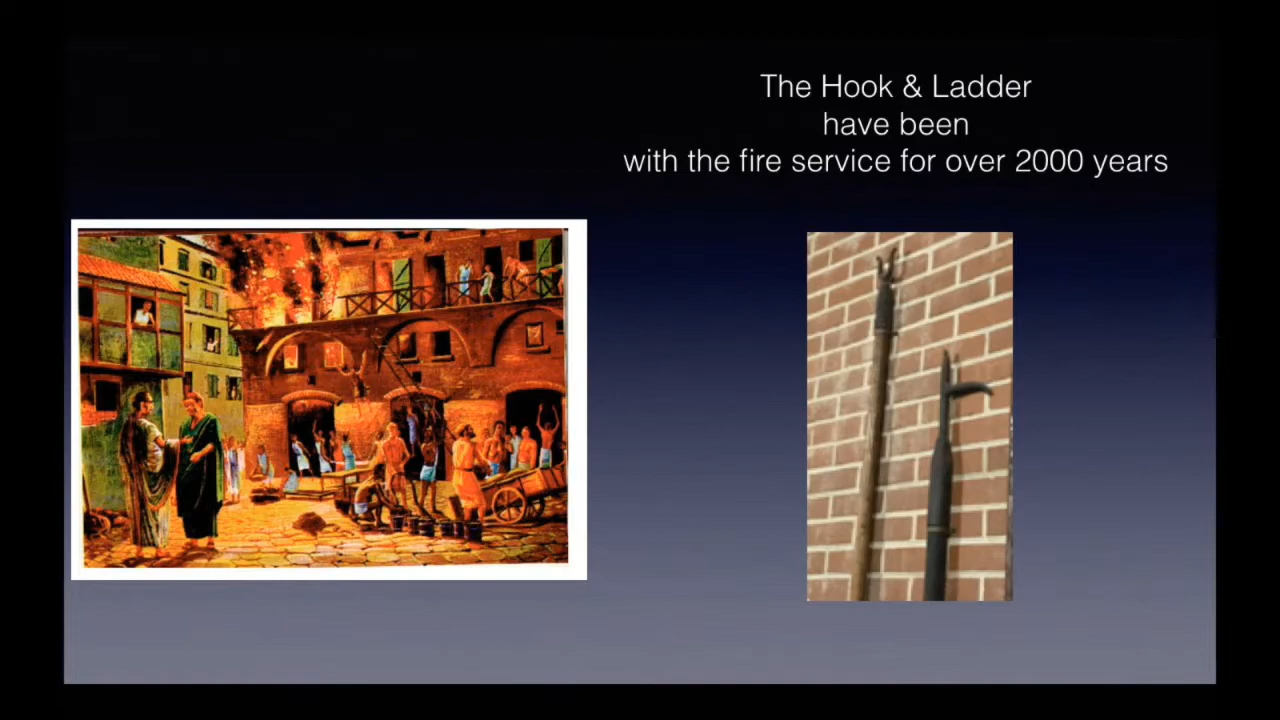 The Hook & Ladder
have been
with the fire service for over 2000 years